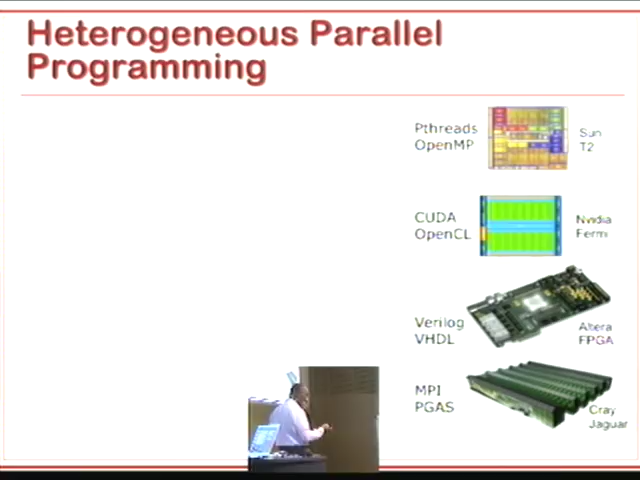 Heterogeneous Parallel
Programming
Pthreads
OpenMP
Sun
T2
CUDA
OpenCL
Nvidia
Fermi
Verilog
VHDL
Altera
FPGA
MPI
PGAS
Cray
Jaguar